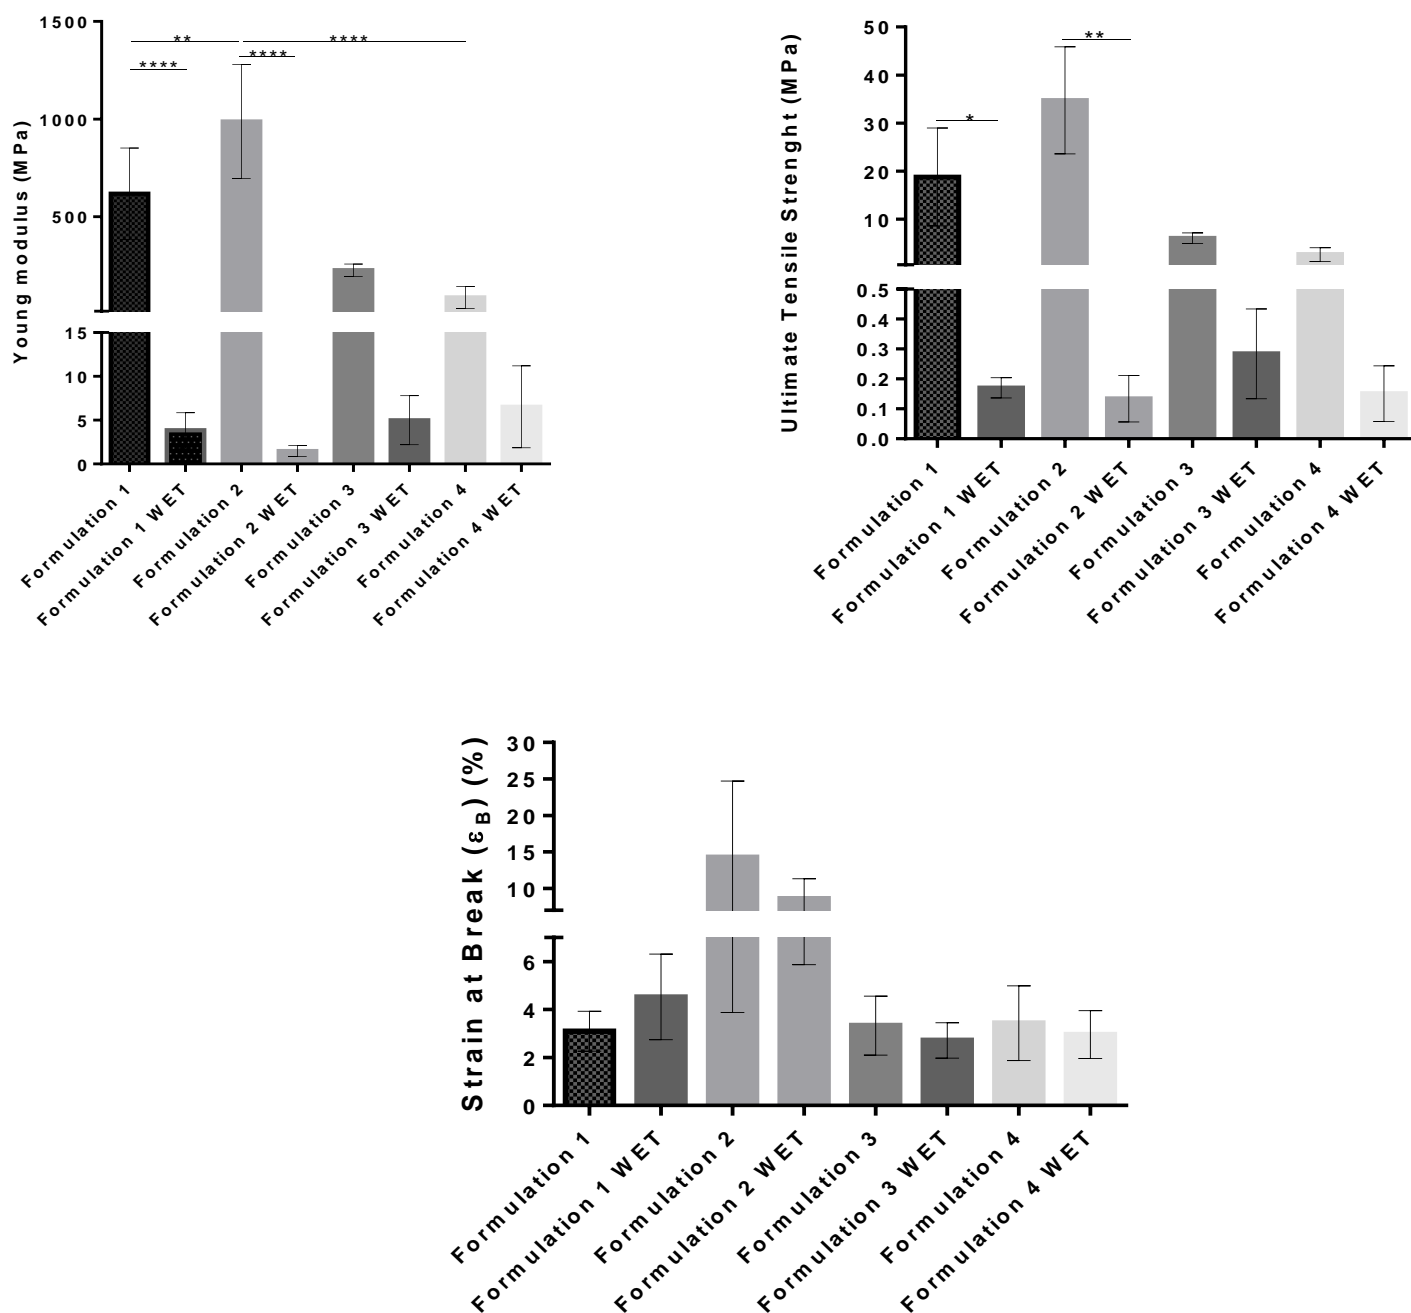 Young modulus (MPa)
1500
1000
500
15
10
5
0
**
****
****
****
Formulation 1
Formulation 1 WET
Formulation 2
Formulation 2 WET
Formulation 3
Formulation 3 WET
Formulation 4
Formulation 4 WET
Ultimate Tensile Strenght (MPa)
50
40
30
20
10
0.5
0.4
0.3
0.2
0.1
0.0
**
*
Formulation 1
Formulation 1 WET
Formulation 2
Formulation 2 WET
Formulation 3
Formulation 3 WET
Formulation 4
Formulation 4 WET
Strain at Break (εB) (%)
30
25
20
15
10
6
4
2
0
Formulation 1
Formulation 1 WET
Formulation 2
Formulation 2 WET
Formulation 3
Formulation 3 WET
Formulation 4
Formulation 4 WET